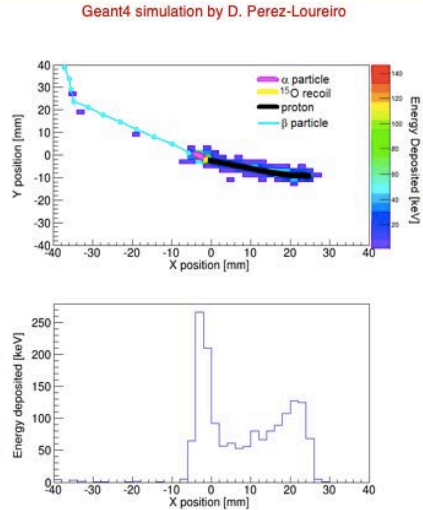 Geant4 simulation by D. Perez-Loureiro
Y position [mm]
40
30
20
10
0
-10
-20
-30
-40
α particle
¹⁵O recoil
proton
β particle
-40 -30 -20 -10 0 10 20 30 40
X position [mm]
140
120
100
80
60
40
20
Energy Deposited [keV]
Energy deposited [keV]
250
200
150
100
50
0
-40 -30 -20 -10 0 10 20 30 40
X position [mm]